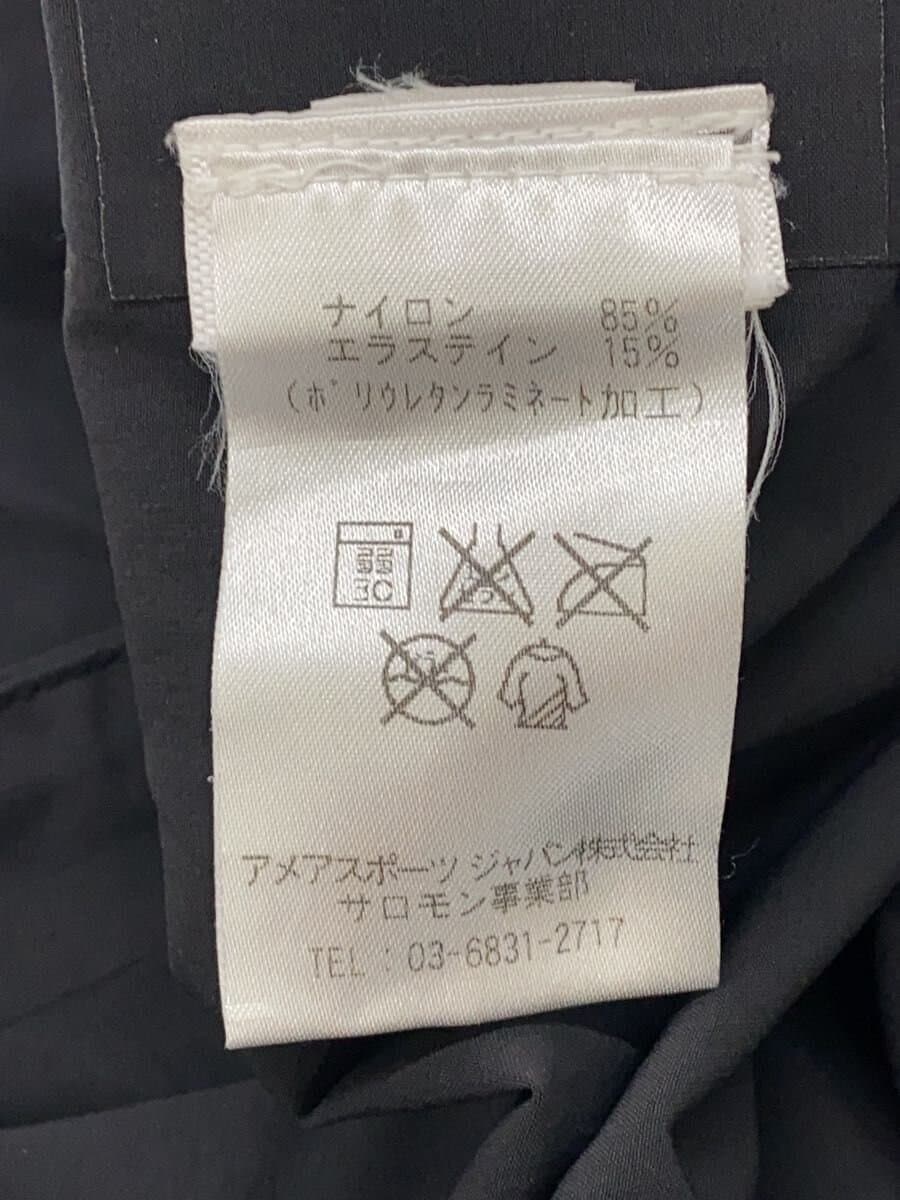 ナイロン 85%
エラステイン 15%
(ポリウレタンラミネート加工)
アメアスポーツ ジャパン株式会社
サロモン事業部
TEL : 03-6831-2717